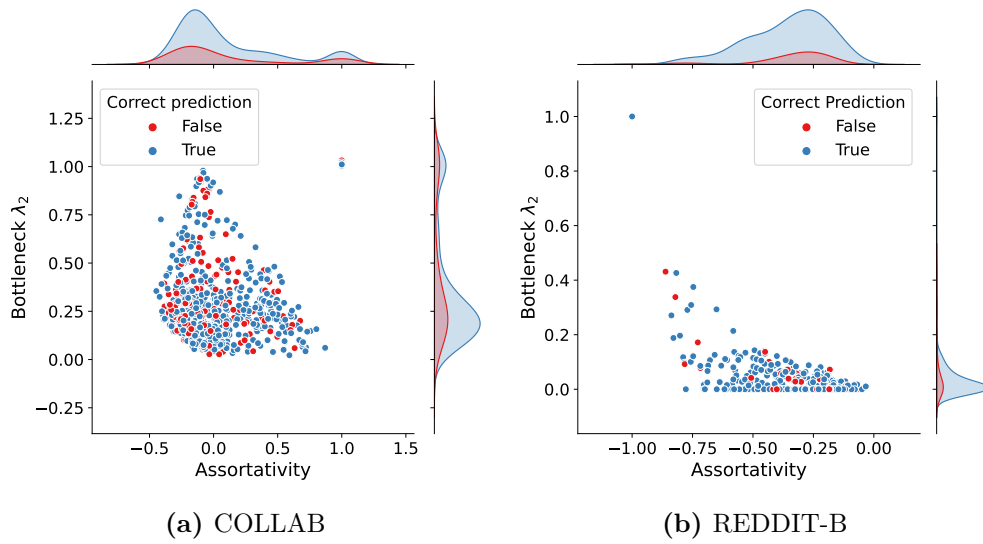 Correct prediction
False
True
1.25
1.00
0.75
0.50
0.25
0.00
−0.25
Bottleneck λ2
−0.5
0.0
0.5
1.0
1.5
Assortativity
(a) COLLAB
Correct Prediction
False
True
1.0
0.8
0.6
0.4
0.2
0.0
Bottleneck λ2
−1.00
−0.75
−0.50
−0.25
0.00
Assortativity
(b) REDDIT-B